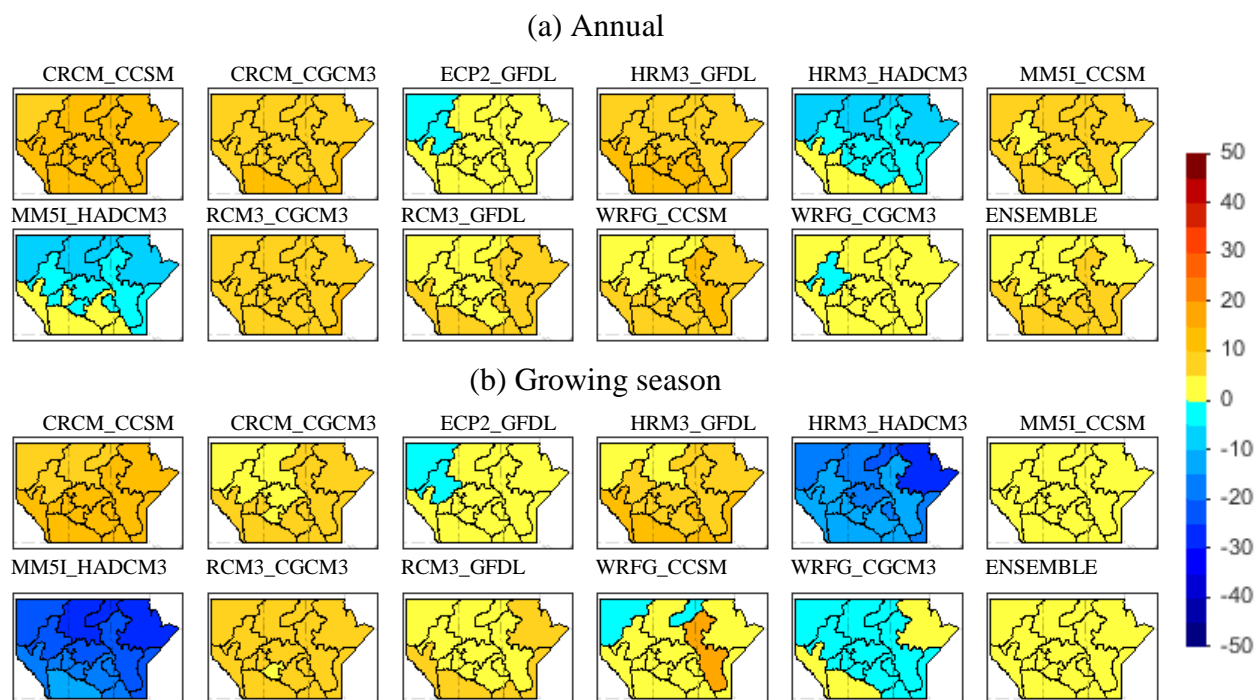 (a) Annual
CRCM_CCSM CRCM_CGCM3 ECP2_GFDL HRM3_GFDL HRM3_HADCM3 MM5I_CCSM
MM5I_HADCM3 RCM3_CGCM3 RCM3_GFDL WRFG_CCSM WRFG_CGCM3 ENSEMBLE
(b) Growing season
CRCM_CCSM CRCM_CGCM3 ECP2_GFDL HRM3_GFDL HRM3_HADCM3 MM5I_CCSM
MM5I_HADCM3 RCM3_CGCM3 RCM3_GFDL WRFG_CCSM WRFG_CGCM3 ENSEMBLE
50
40
30
20
10
0
-10
-20
-30
-40
-50